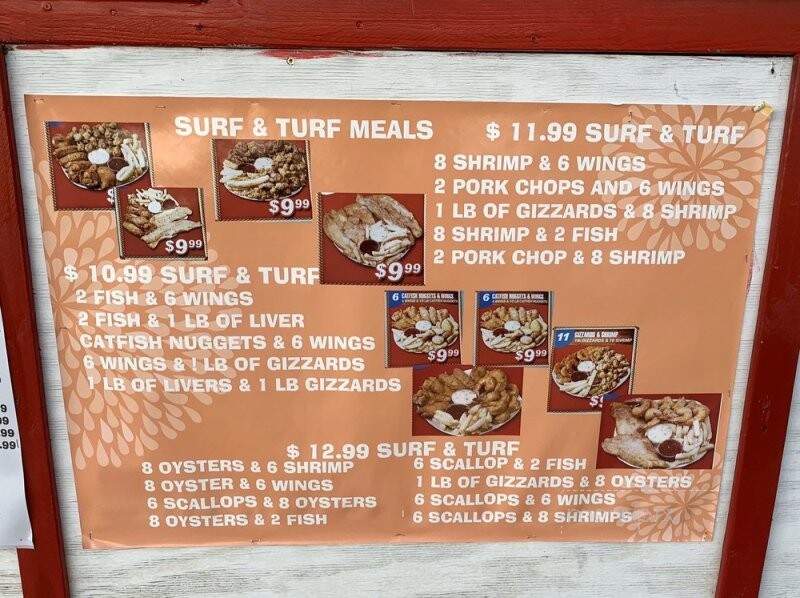 SURF & TURF MEALS
$ 11.99 SURF & TURF
8 SHRIMP & 6 WINGS
2 PORK CHOPS AND 6 WINGS
1 LB OF GIZZARDS & 8 SHRIMP
8 SHRIMP & 2 FISH
2 PORK CHOP & 8 SHRIMP
$
$9 99
$9 99
$9 99
$ 10.99 SURF & TURF
2 FISH & 6 WINGS
2 FISH & 1 LB OF LIVER
CATFISH NUGGETS & 6 WINGS
6 WINGS & ! LB OF GIZZARDS
1 LB OF LIVERS & 1 LB GIZZARDS
6 CATFISH NUGGETS & WINGS
$9 99
6 CATFISH NUGGETS & WINGS
$9 99
11 GIZZARDS & SHRIMP
$
$ 12.99 SURF & TURF
8 OYSTERS & 6 SHRIMP
8 OYSTER & 6 WINGS
6 SCALLOPS & 8 OYSTERS
8 OYSTERS & 2 FISH
6 SCALLOP & 2 FISH
1 LB OF GIZZARDS & 8 OYSTERS
6 SCALLOPS & 6 WINGS
6 SCALLOPS & 8 SHRIMPS
9
99
99
.99